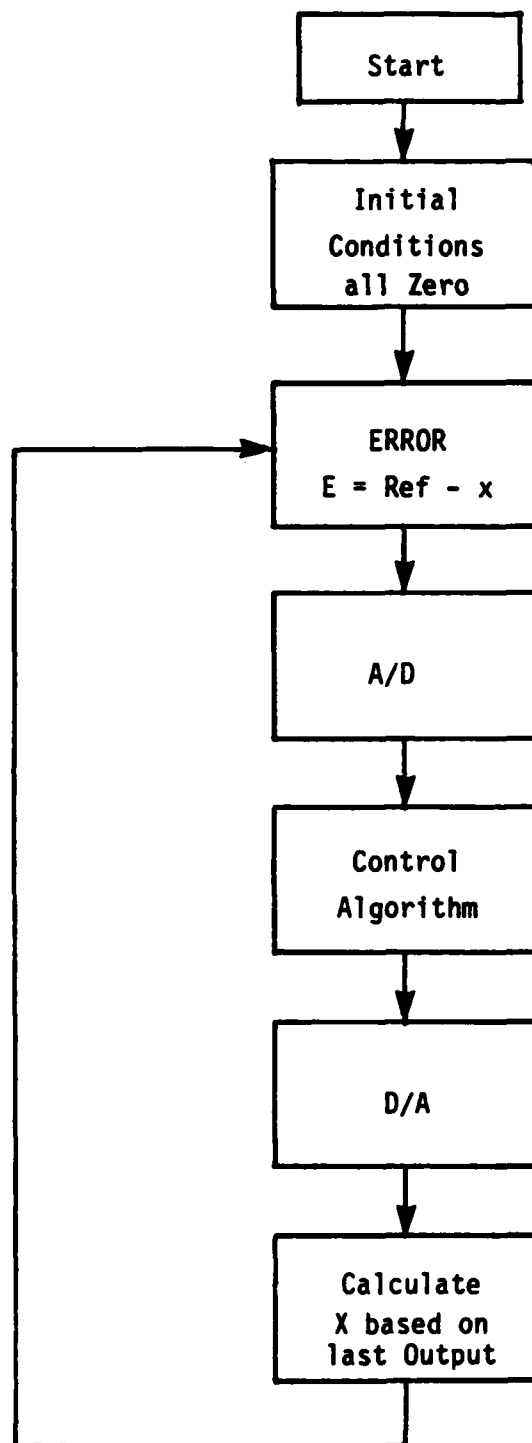 Start
Initial
Conditions
all Zero
ERROR
E = Ref - x
A/D
Control
Algorithm
D/A
Calculate
X based on
last Output